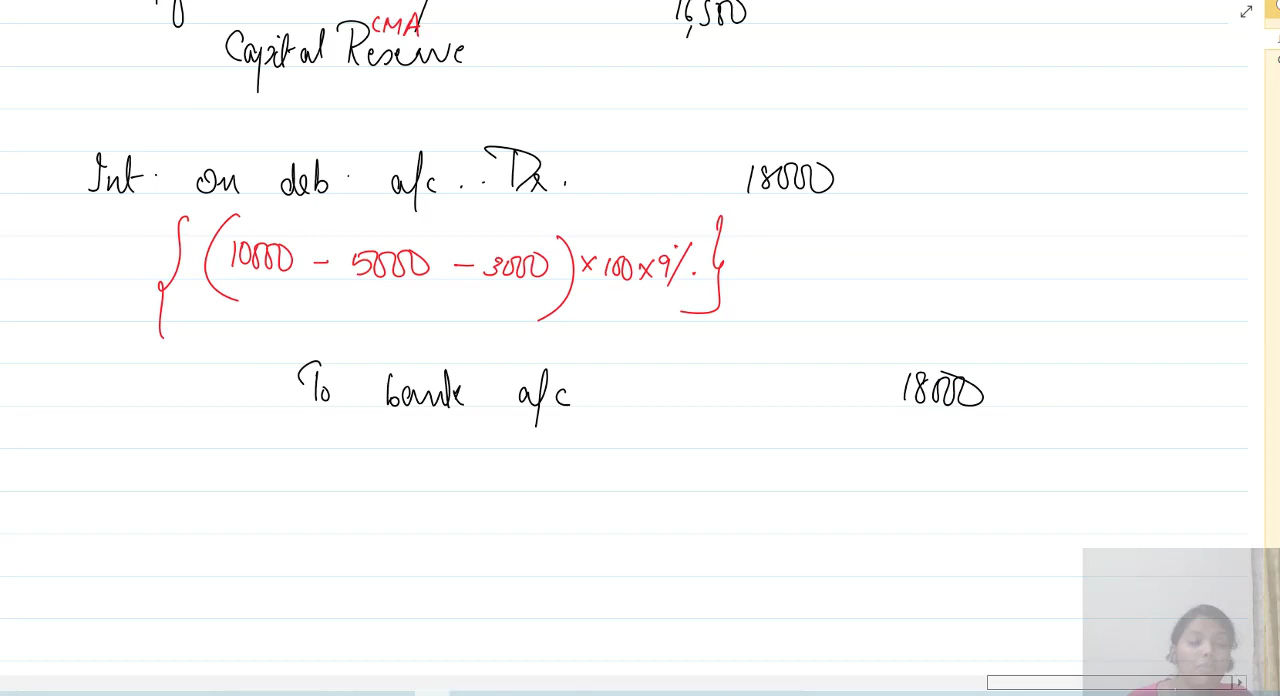 16,500
CMA
Capital Reserve
Int. on deb. a/c .. Dr. 18000
{(10000 - 5000 - 3000) × 100 × 9%.}
To bank a/c 18000